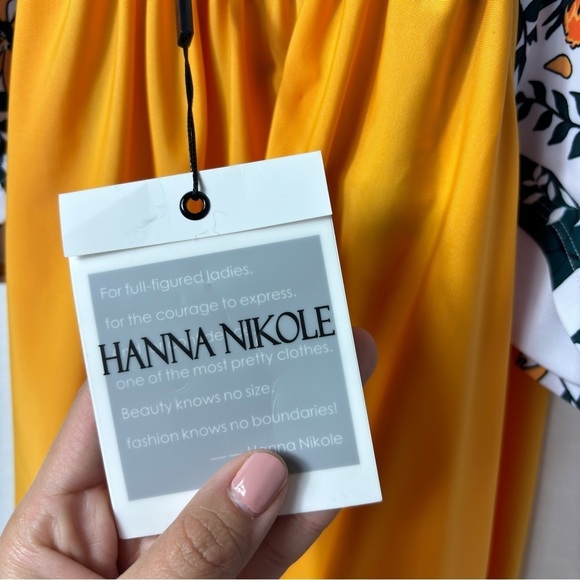 For full-figured ladies,
for the courage to express.
HANNA NIKOLE
one of the most pretty clothes.
Beauty knows no size,
fashion knows no boundaries!
—— Hanna Nikole